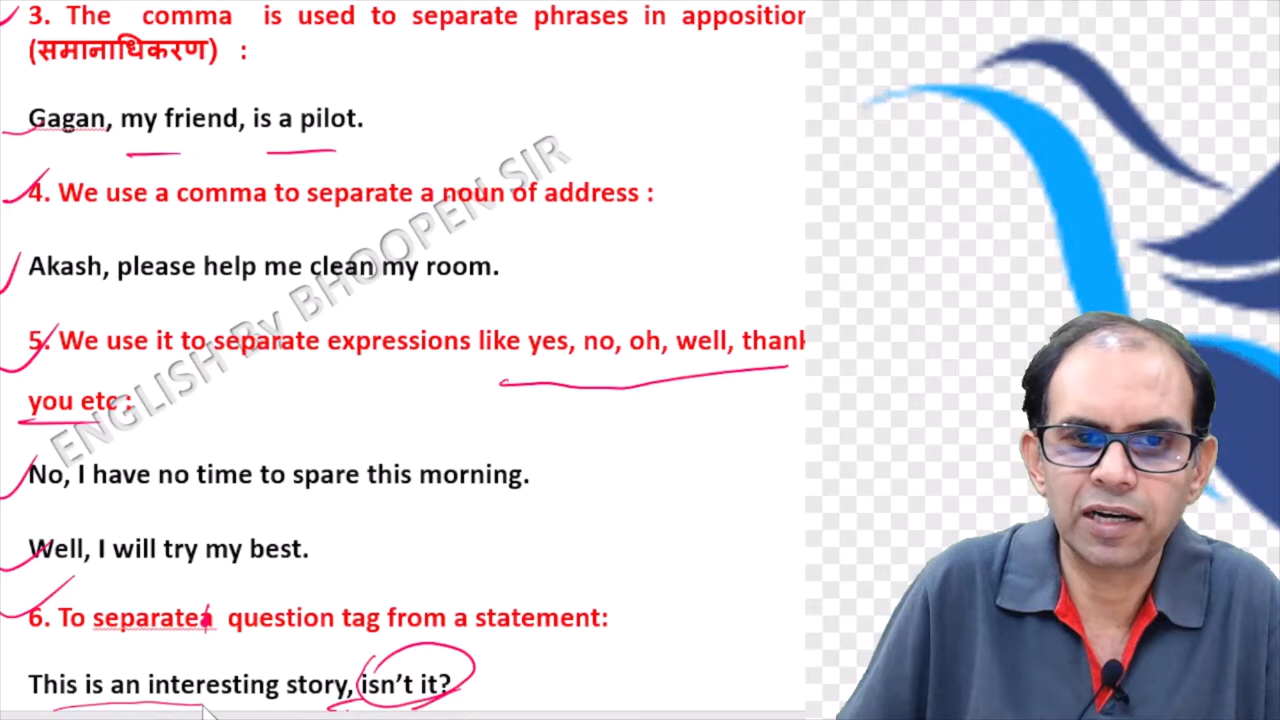 3. The comma is used to separate phrases in apposition
(समानाधिकरण) :
Gagan, my friend, is a pilot.
4. We use a comma to separate a noun of address :
Akash, please help me clean my room.
5. We use it to separate expressions like yes, no, oh, well, thank
you etc :
No, I have no time to spare this morning.
Well, I will try my best.
6. To separatea question tag from a statement:
This is an interesting story, isn't it?
ENGLISH By BHOOPEN SIR